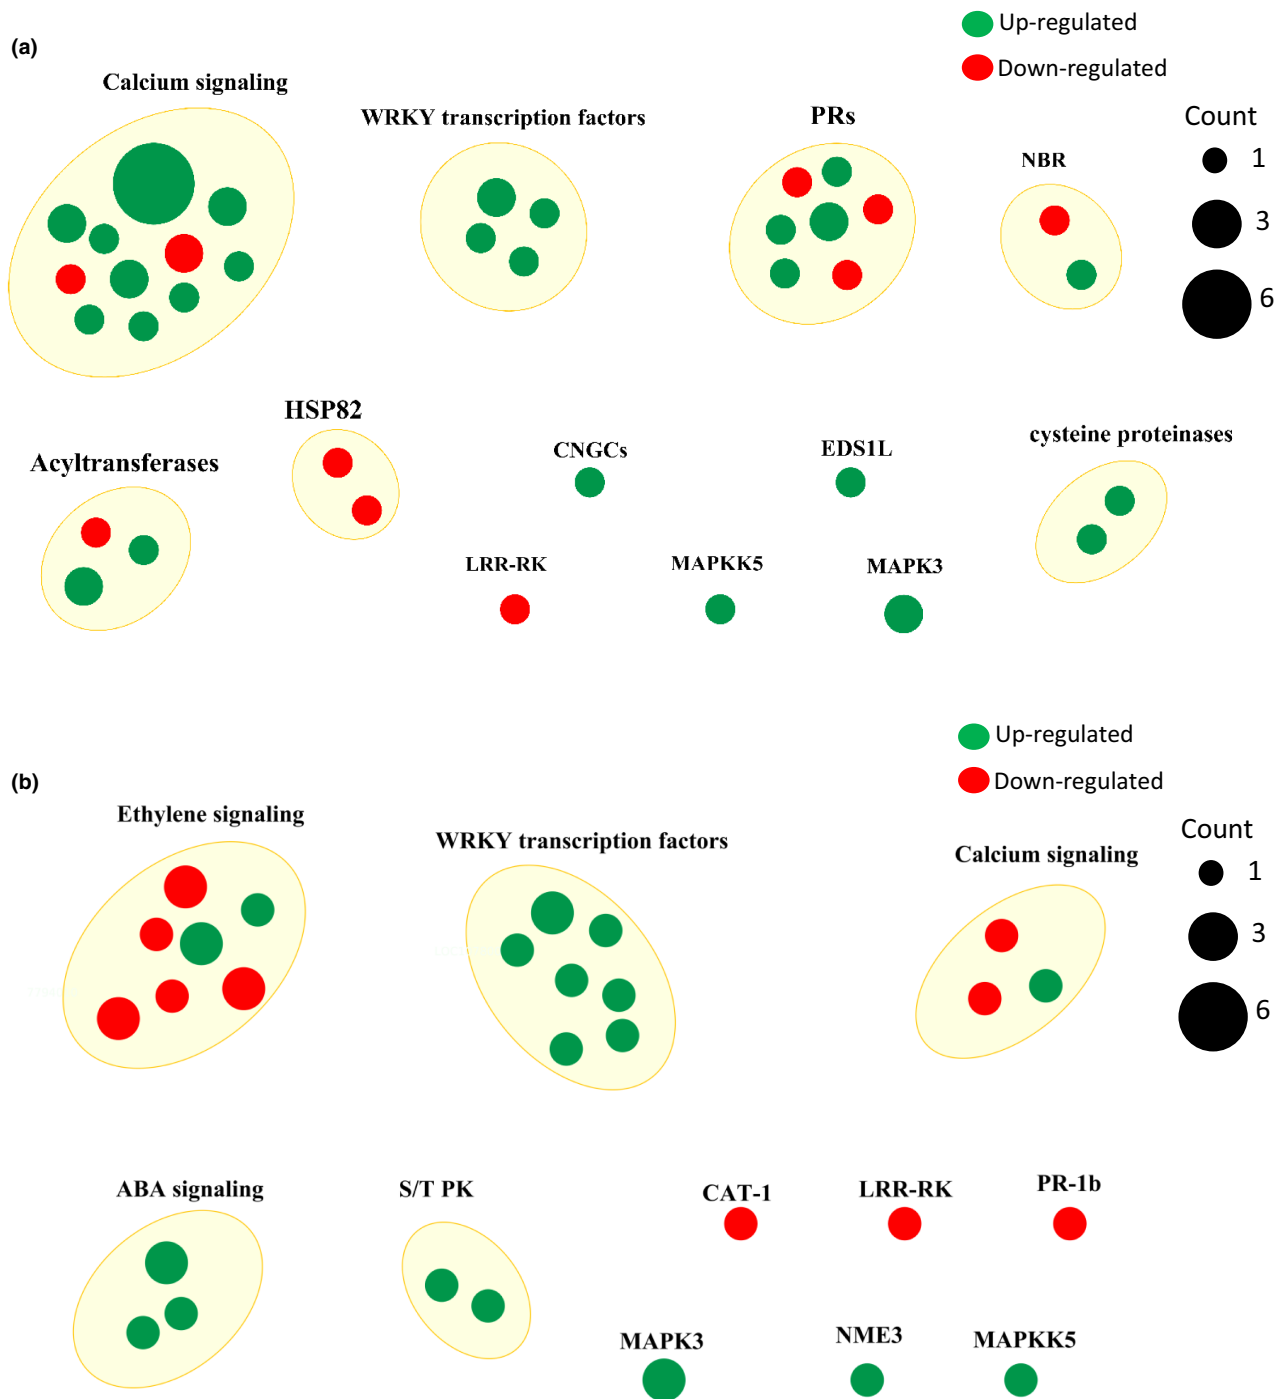 Up-regulated
(a)
Down-regulated
Calcium signaling
WRKY transcription factors
PRs
Count
NBR
1
3
6
HSP82
Acyltransferases
CNGCs
EDS1L
cysteine proteinases
LRR-RK
MAPKK5
MAPK3
Up-regulated
(b)
Down-regulated
Ethylene signaling
WRKY transcription factors
Count
Calcium signaling
1
3
6
ABA signaling
S/T PK
CAT-1
LRR-RK
PR-1b
MAPK3
NME3
MAPKK5